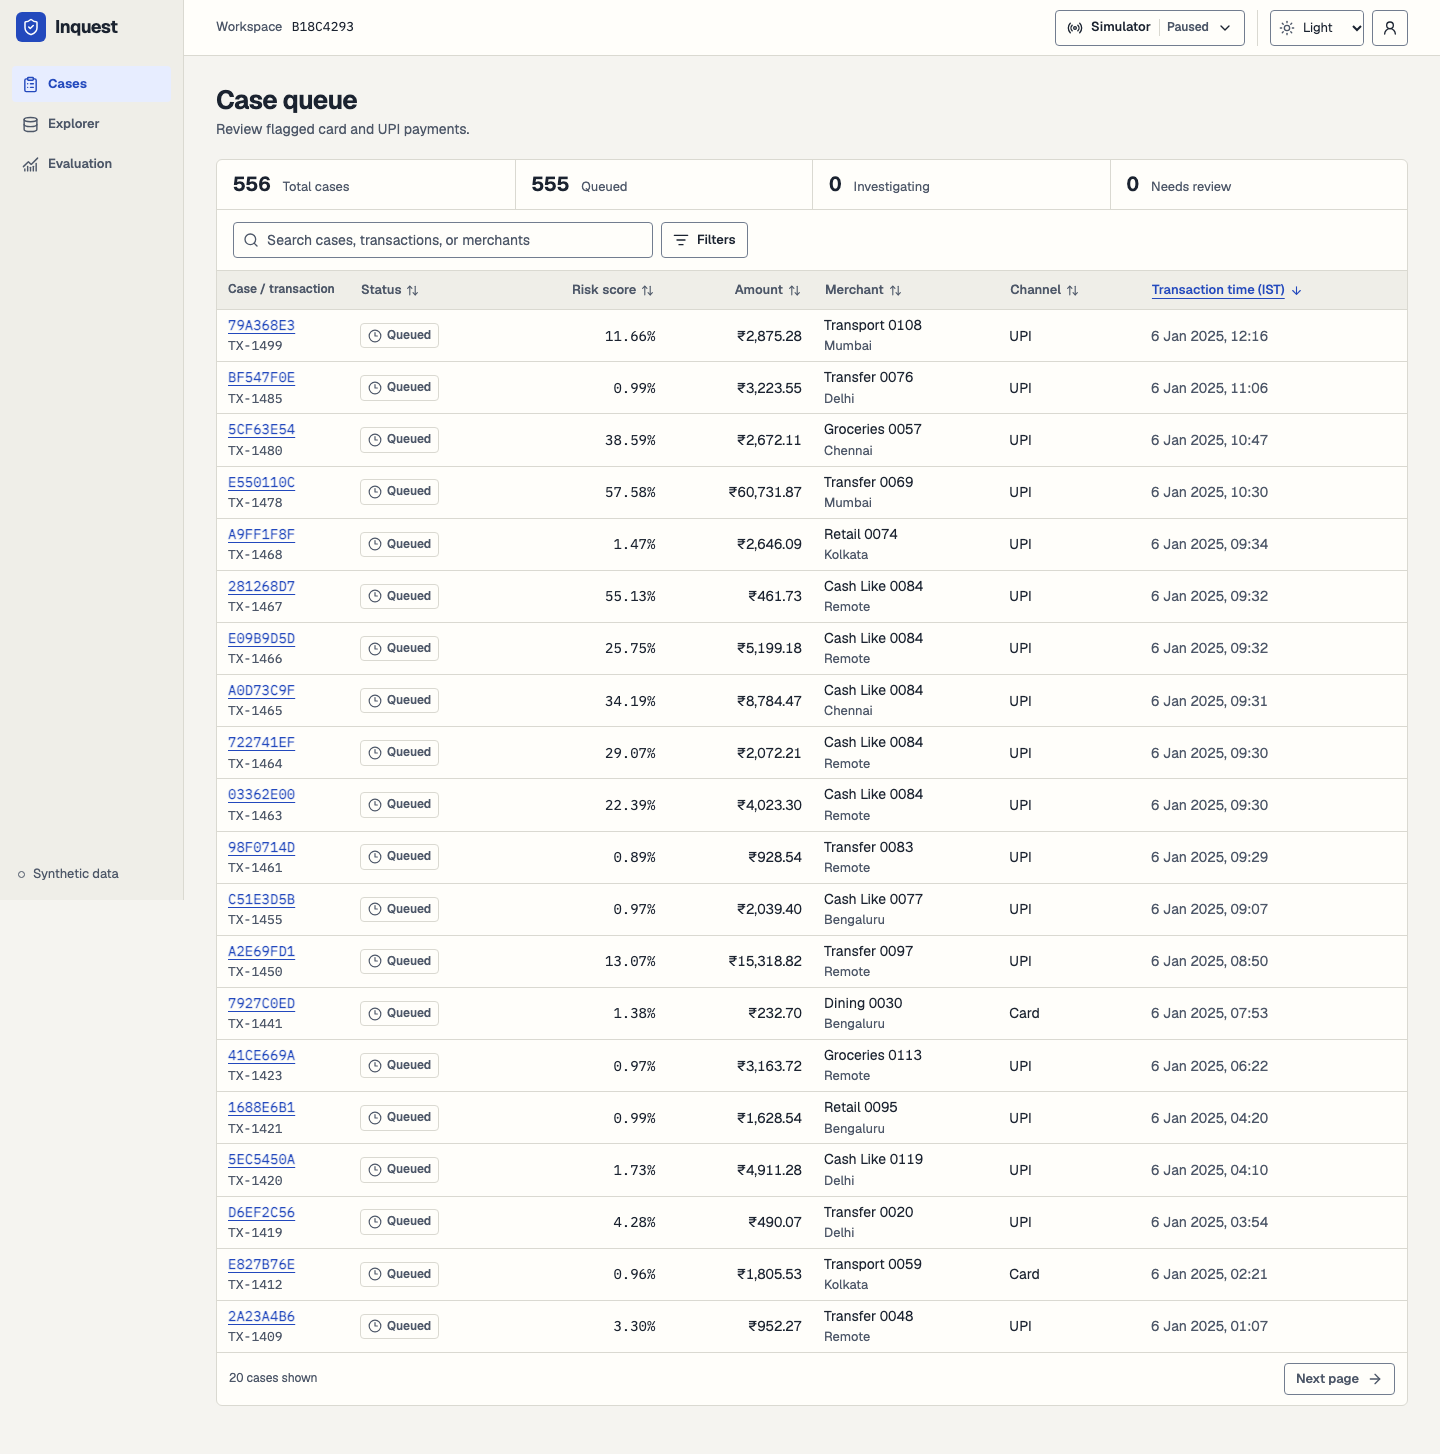 Inquest
Workspace B18C4293
Simulator Paused
Light
Cases
Explorer
Evaluation
Synthetic data
Case queue
Review flagged card and UPI payments.
556 Total cases
555 Queued
0 Investigating
0 Needs review
Search cases, transactions, or merchants
Filters
Case / transaction Status Risk score Amount Merchant Channel Transaction time (IST)
79A368E3 Queued 11.66% ₹2,875.28 Transport 0108 UPI 6 Jan 2025, 12:16
TX-1499 Mumbai
BF547F0E Queued 0.99% ₹3,223.55 Transfer 0076 UPI 6 Jan 2025, 11:06
TX-1485 Delhi
5CF63E54 Queued 38.59% ₹2,672.11 Groceries 0057 UPI 6 Jan 2025, 10:47
TX-1480 Chennai
E550110C Queued 57.58% ₹60,731.87 Transfer 0069 UPI 6 Jan 2025, 10:30
TX-1478 Mumbai
A9FF1F8F Queued 1.47% ₹2,646.09 Retail 0074 UPI 6 Jan 2025, 09:34
TX-1468 Kolkata
281268D7 Queued 55.13% ₹461.73 Cash Like 0084 UPI 6 Jan 2025, 09:32
TX-1467 Remote
E09B9D5D Queued 25.75% ₹5,199.18 Cash Like 0084 UPI 6 Jan 2025, 09:32
TX-1466 Remote
A0D73C9F Queued 34.19% ₹8,784.47 Cash Like 0084 UPI 6 Jan 2025, 09:31
TX-1465 Chennai
722741EF Queued 29.07% ₹2,072.21 Cash Like 0084 UPI 6 Jan 2025, 09:30
TX-1464 Remote
03362E00 Queued 22.39% ₹4,023.30 Cash Like 0084 UPI 6 Jan 2025, 09:30
TX-1463 Remote
98F0714D Queued 0.89% ₹928.54 Transfer 0083 UPI 6 Jan 2025, 09:29
TX-1461 Remote
C51E3D5B Queued 0.97% ₹2,039.40 Cash Like 0077 UPI 6 Jan 2025, 09:07
TX-1455 Bengaluru
A2E69FD1 Queued 13.07% ₹15,318.82 Transfer 0097 UPI 6 Jan 2025, 08:50
TX-1450 Remote
7927C0ED Queued 1.38% ₹232.70 Dining 0030 Card 6 Jan 2025, 07:53
TX-1441 Bengaluru
41CE669A Queued 0.97% ₹3,163.72 Groceries 0113 UPI 6 Jan 2025, 06:22
TX-1423 Remote
1688E6B1 Queued 0.99% ₹1,628.54 Retail 0095 UPI 6 Jan 2025, 04:20
TX-1421 Bengaluru
5EC5450A Queued 1.73% ₹4,911.28 Cash Like 0119 UPI 6 Jan 2025, 04:10
TX-1420 Delhi
D6EF2C56 Queued 4.28% ₹490.07 Transfer 0020 UPI 6 Jan 2025, 03:54
TX-1419 Delhi
E827B76E Queued 0.96% ₹1,805.53 Transport 0059 Card 6 Jan 2025, 02:21
TX-1412 Kolkata
2A23A4B6 Queued 3.30% ₹952.27 Transfer 0048 UPI 6 Jan 2025, 01:07
TX-1409 Remote
20 cases shown
Next page